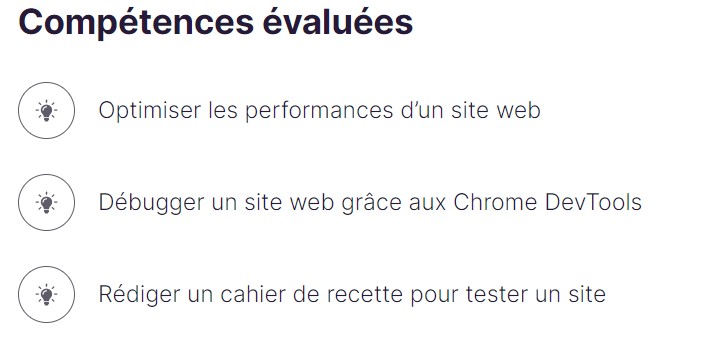 Compétences évaluées
Optimiser les performances d’un site web
Débugger un site web grâce aux Chrome DevTools
Rédiger un cahier de recette pour tester un site